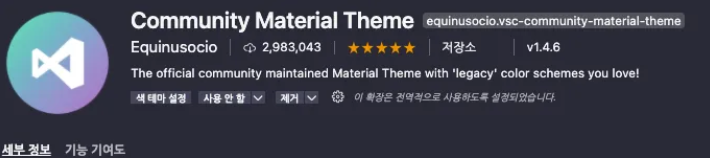 Community Material Theme equinusocio.vsc-community-material-theme
Equinusocio 2,983,043 ★★★★★ 저장소 v1.4.6
The official community maintained Material Theme with 'legacy' color schemes you love!
색 테마 설정 사용 안 함 제거 이 확장은 전역적으로 사용하도록 설정되었습니다.
세부 정보 기능 기여도